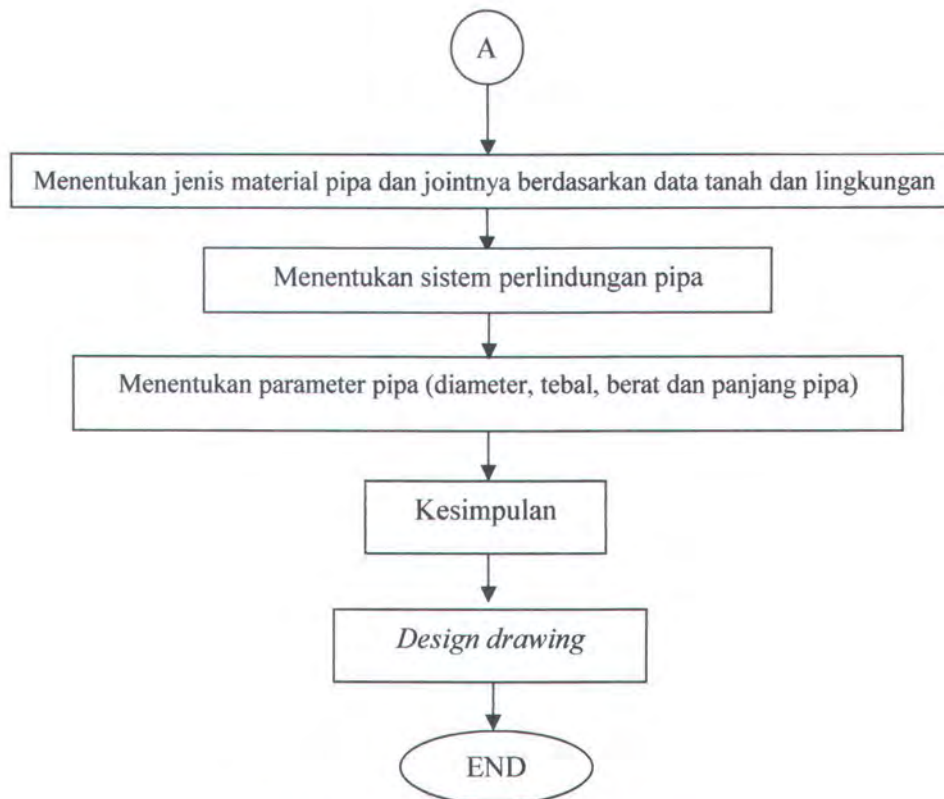 A
Menentukan jenis material pipa dan jointnya berdasarkan data tanah dan lingkungan
Menentukan sistem perlindungan pipa
Menentukan parameter pipa (diameter, tebal, berat dan panjang pipa)
Kesimpulan
Design drawing
END